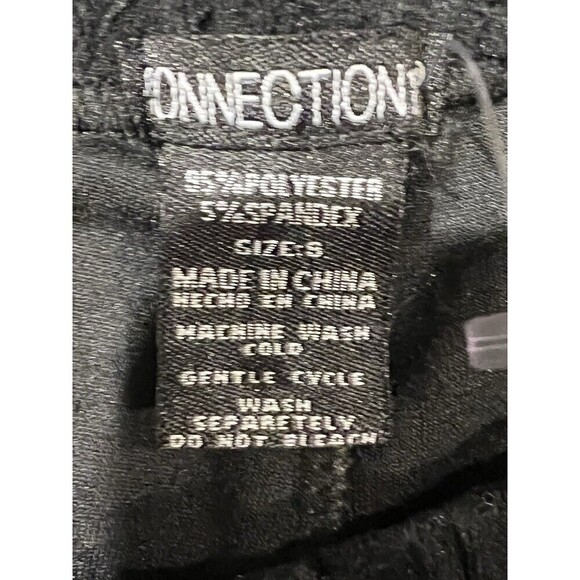 ONNECTION
95%POLYESTER
5%SPANDEX
SIZE:S
MADE IN CHINA
HECHO EN CHINA
MACHINE WASH
COLD
GENTLE CYCLE
WASH
SEPARETELY
DO NOT BLEACH